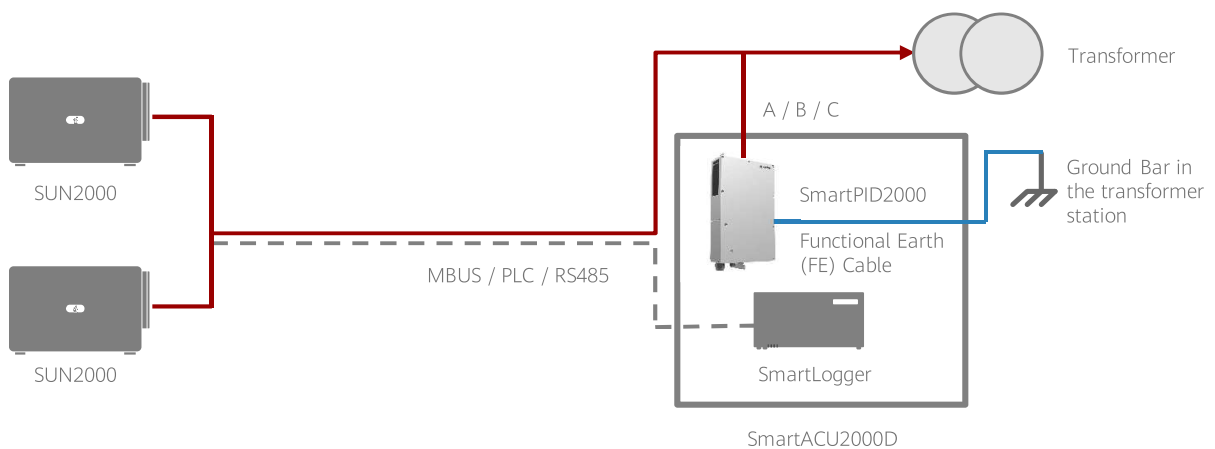 Transformer
A / B / C
SUN2000
SmartPID2000
Ground Bar in
the transformer
station
Functional Earth
(FE) Cable
MBUS / PLC / RS485
SUN2000
SmartLogger
SmartACU2000D